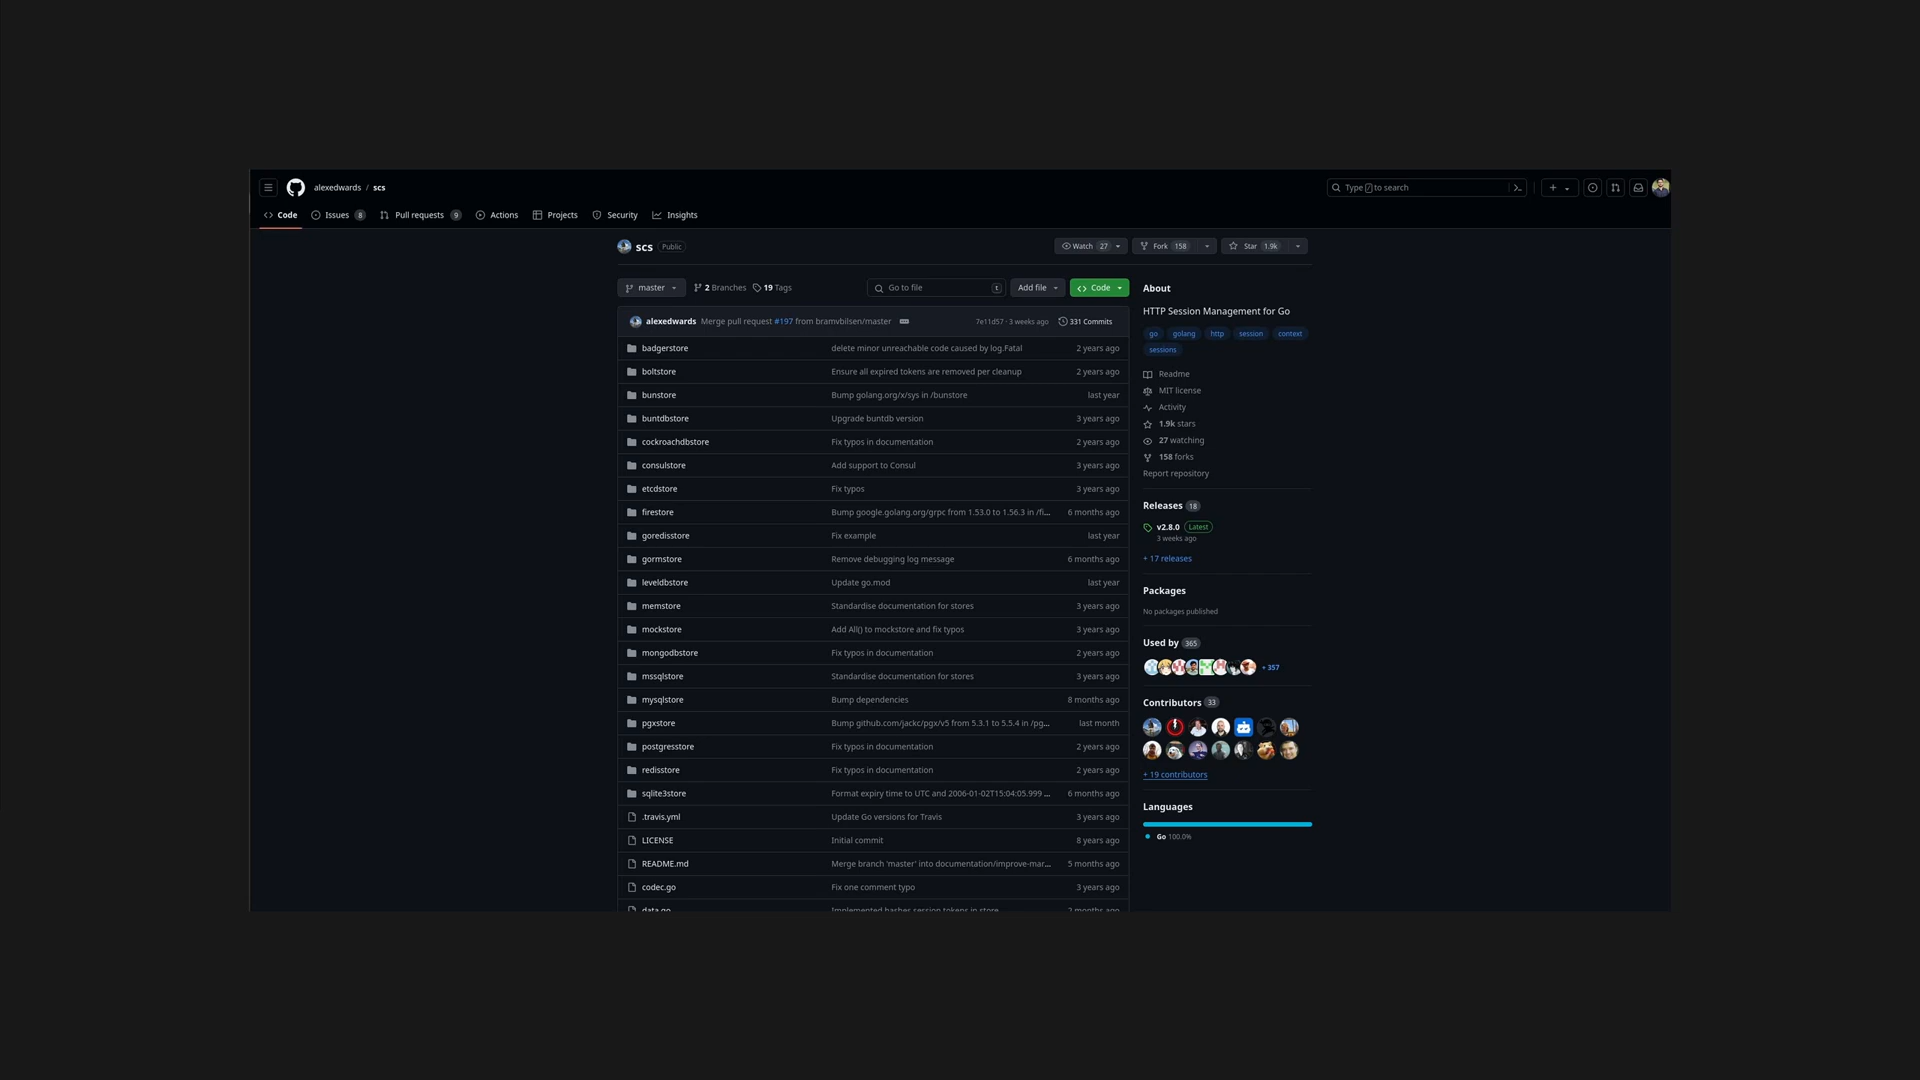 alexedwards / scs
Type / to search
Code
Issues 8
Pull requests 9
Actions
Projects
Security
Insights
scs Public
Watch 27
Fork 158
Star 1.9k
master
2 Branches
19 Tags
Go to file t
Add file
Code
alexedwards Merge pull request #197 from bramvbilsen/master
7e11d57 · 3 weeks ago
331 Commits
badgerstore delete minor unreachable code caused by log.Fatal 2 years ago
boltstore Ensure all expired tokens are removed per cleanup 2 years ago
bunstore Bump golang.org/x/sys in /bunstore last year
buntdbstore Upgrade buntdb version 3 years ago
cockroachdbstore Fix typos in documentation 2 years ago
consulstore Add support to Consul 3 years ago
etcdstore Fix typos 3 years ago
firestore Bump google.golang.org/grpc from 1.53.0 to 1.56.3 in /fi... 6 months ago
goredisstore Fix example last year
gormstore Remove debugging log message 6 months ago
leveldbstore Update go.mod last year
memstore Standardise documentation for stores 3 years ago
mockstore Add All() to mockstore and fix typos 3 years ago
mongodbstore Fix typos in documentation 2 years ago
mssqlstore Standardise documentation for stores 3 years ago
mysqlstore Bump dependencies 8 months ago
pgxstore Bump github.com/jackc/pgx/v5 from 5.3.1 to 5.5.4 in /pg... last month
postgresstore Fix typos in documentation 2 years ago
redisstore Fix typos in documentation 2 years ago
sqlite3store Format expiry time to UTC and 2006-01-02T15:04:05.999 ... 6 months ago
.travis.yml Update Go versions for Travis 3 years ago
LICENSE Initial commit 8 years ago
README.md Merge branch 'master' into documentation/improve-mar... 5 months ago
codec.go Fix one comment typo 3 years ago
data.go Implemented hashes session tokens in store 2 months ago
About
HTTP Session Management for Go
go golang http session context
sessions
Readme
MIT license
Activity
1.9k stars
27 watching
158 forks
Report repository
Releases 18
v2.8.0 Latest
3 weeks ago
+ 17 releases
Packages
No packages published
Used by 365
+ 357
Contributors 33
+ 19 contributors
Languages
Go 100.0%